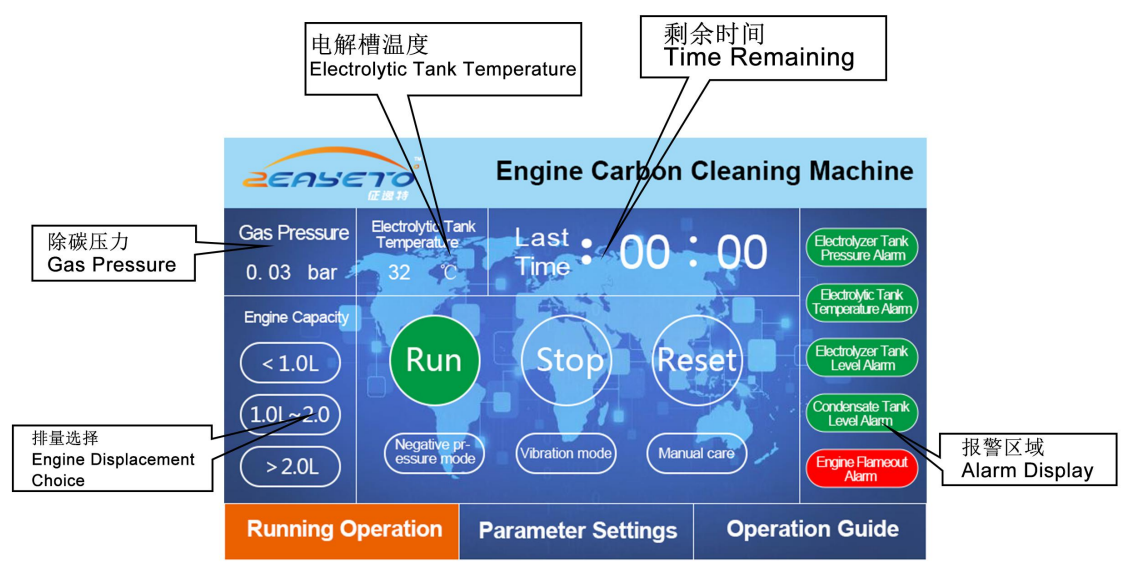 电解槽温度
Electrolytic Tank Temperature
剩余时间
Time Remaining
ZEAYETO
征逸特
Engine Carbon Cleaning Machine
除碳压力
Gas Pressure
Gas Pressure
0.03 bar
Electrolytic Tank
Temperature:
32 ℃
Last
Time
: 00 : 00
Electrolyzer Tank
Pressure Alarm
Electrolytic Tank
Temperature Alarm
Electrolyzer Tank
Level Alarm
Condensate Tank
Level Alarm
Engine Flameout
Alarm
Engine Capacity
< 1.0L
1.0L~2.0
> 2.0L
Run
Stop
Reset
Negative pr-
essure mode
Vibration mode
Manual care
排量选择
Engine Displacement
Choice
报警区域
Alarm Display
Running Operation
Parameter Settings
Operation Guide